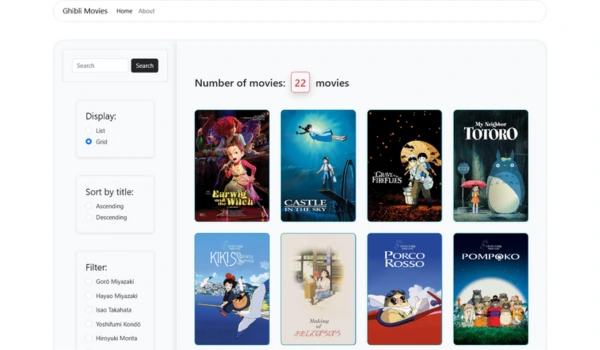 Ghibli Movies Home About
Search Search
Number of movies: 22 movies
Display:
List
Grid
Sort by title:
Ascending
Descending
Filter:
Gorō Miyazaki
Hayao Miyazaki
Isao Takahata
Yoshifumi Kondō
Hiroyuki Morita
Earwig
and the
Witch
CASTLE
IN THE SKY
GRAVE OF THE
FIREFLIES
My Neighbor
TOTORO
KIKI'S
Delivery
Service
Making
of
PORCO
ROSSO
POMPOKO